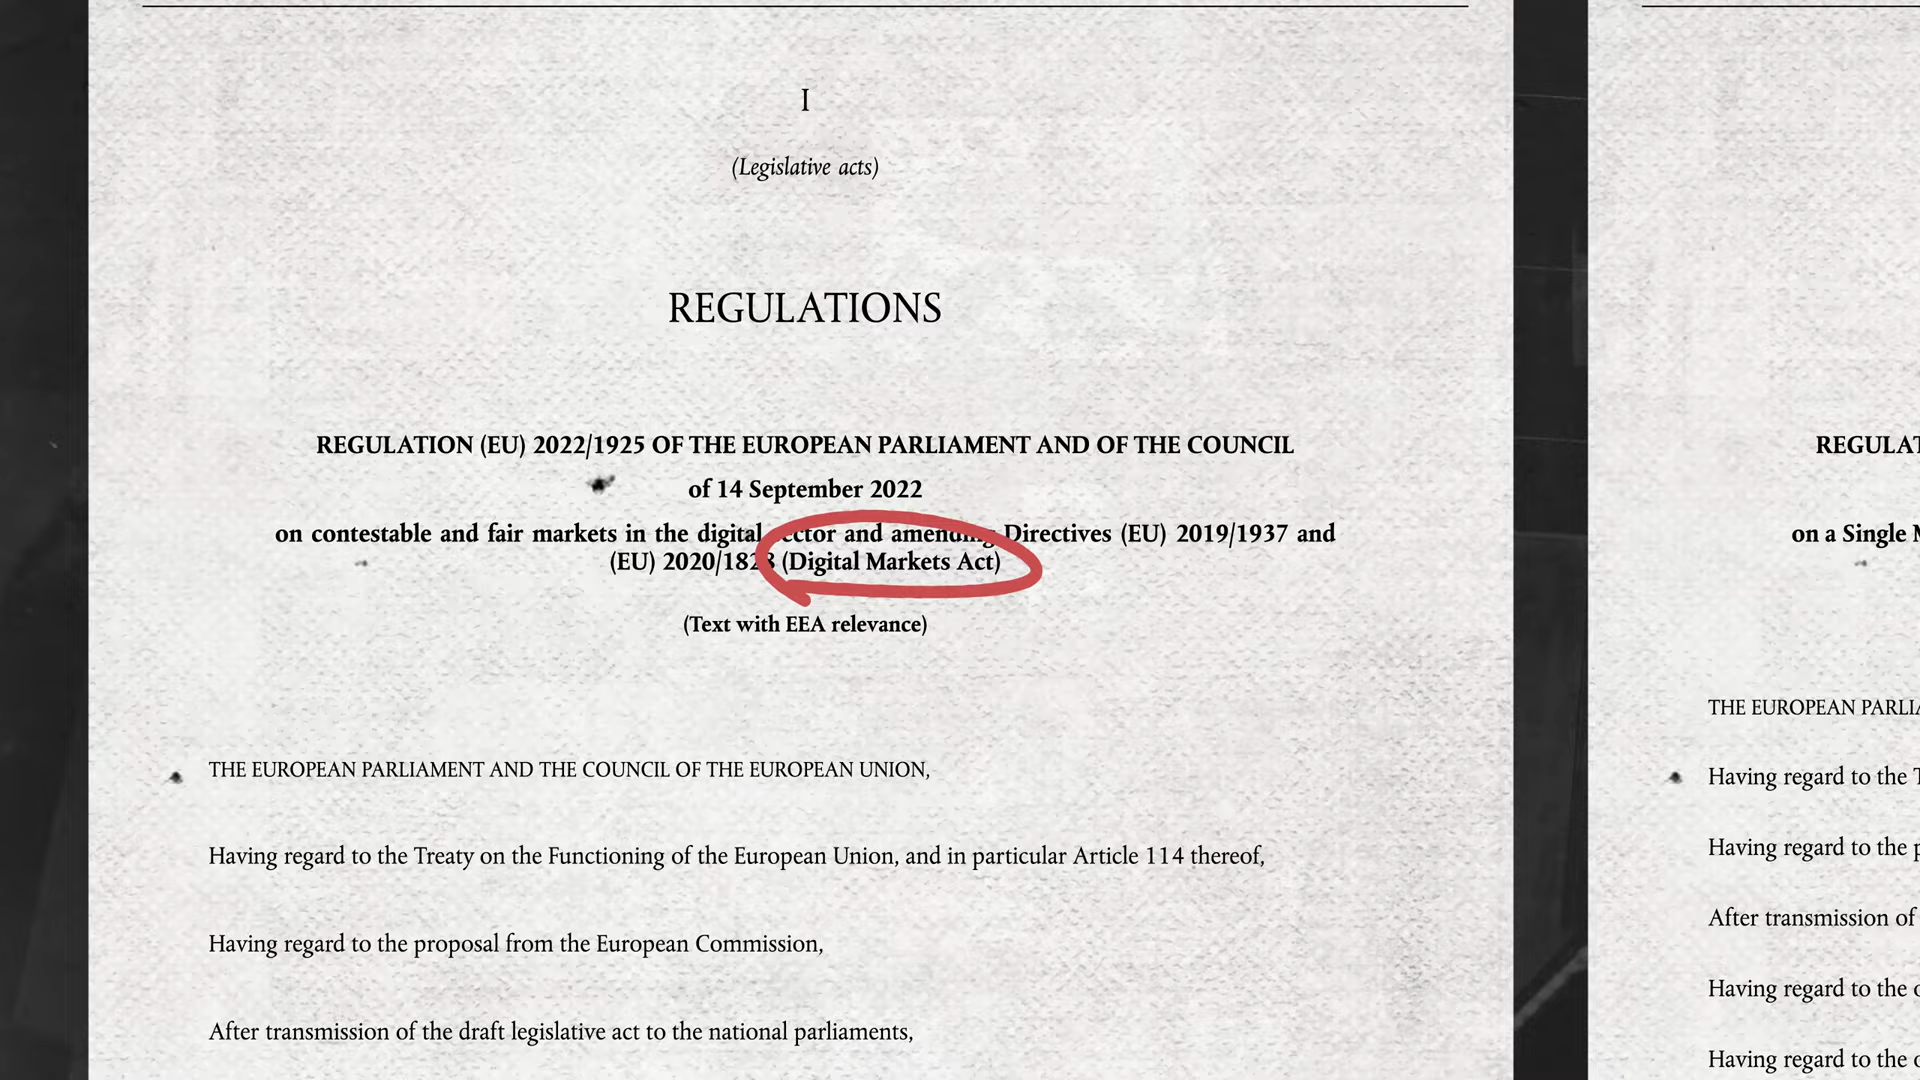 I
(Legislative acts)
REGULATIONS
REGULATION (EU) 2022/1925 OF THE EUROPEAN PARLIAMENT AND OF THE COUNCIL
of 14 September 2022
on contestable and fair markets in the digital sector and amending Directives (EU) 2019/1937 and
(EU) 2020/1828 (Digital Markets Act)
(Text with EEA relevance)
THE EUROPEAN PARLIAMENT AND THE COUNCIL OF THE EUROPEAN UNION,
Having regard to the Treaty on the Functioning of the European Union, and in particular Article 114 thereof,
Having regard to the proposal from the European Commission,
After transmission of the draft legislative act to the national parliaments,
on a Single
THE EUROPEAN
Having regard to the
Having regard to the
After transmission of
Having regard to the
Having regard to the